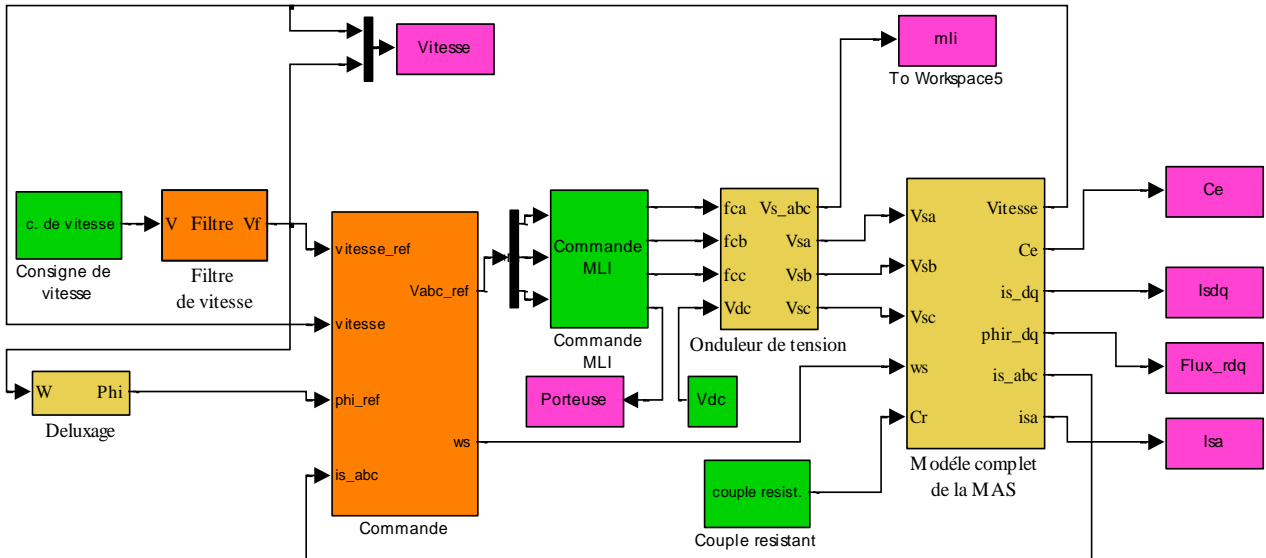 Vitesse
mli
To Workspace5
c. de vitesse
Consigne de
vitesse
V Filtre Vf
Filtre
de vitesse
W Phi
Deluxage
vitesse_ref
vitesse
phi_ref
is_abc
Vabc_ref
ws
Commande
Commande
MLI
Commande
MLI
Porteuse
fca
fcb
fcc
Vdc
Vs_abc
Vsa
Vsb
Vsc
Onduleur de tension
Vdc
couple resist.
Couple resistant
Vsa
Vsb
Vsc
ws
Cr
Vitesse
Ce
is_dq
phir_dq
is_abc
isa
Modéle complet
de la MAS
Ce
Isdq
Flux_rdq
Isa